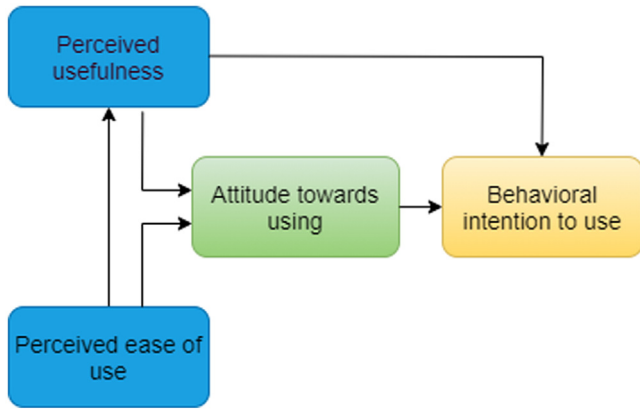 Perceived
usefulness
Attitude towards
using
Behavioral
intention to use
Perceived ease of
use